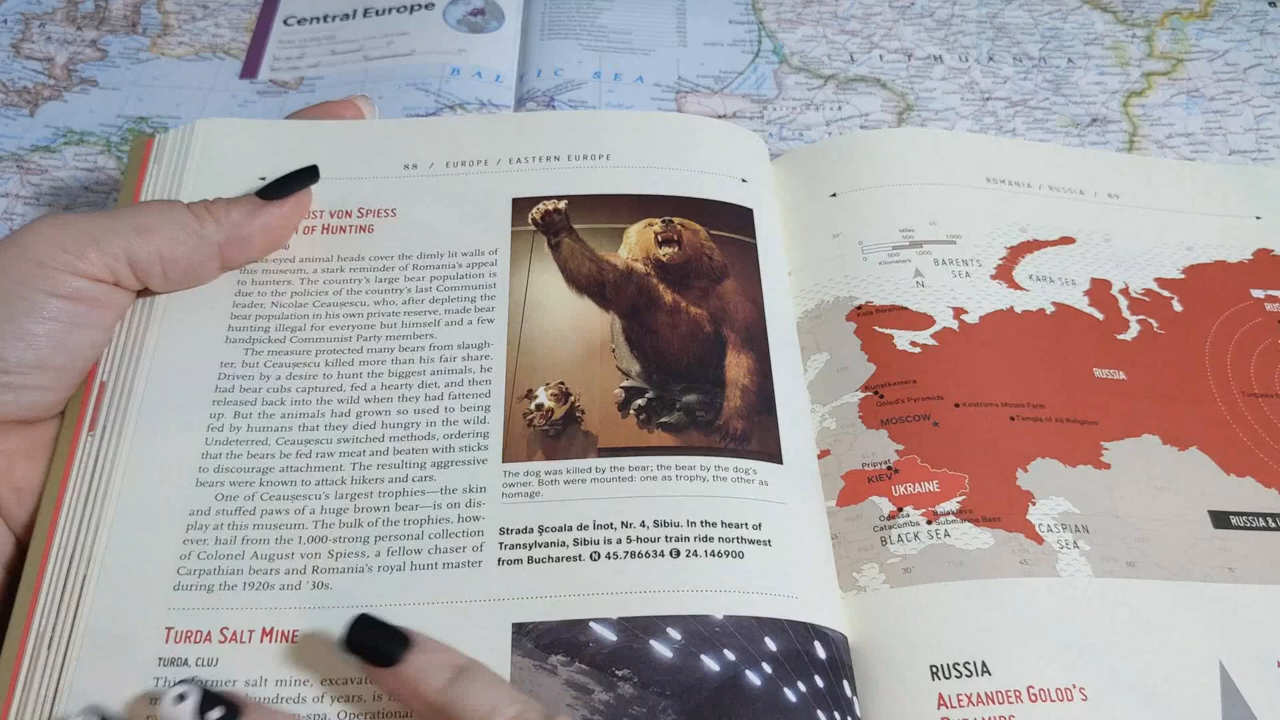 Central Europe
BALTIC SEA
LITHUANIA
88 / EUROPE / EASTERN EUROPE
UST VON SPIESS
OF HUNTING
-eyed animal heads cover the dimly lit walls of
this museum, a stark reminder of Romania's appeal
to hunters. The country's large bear population is
due to the policies of the country's last Communist
leader, Nicolae Ceaușescu, who, after depleting the
bear population in his own private reserve, made bear
hunting illegal for everyone but himself and a few
handpicked Communist Party members.
The measure protected many bears from slaugh-
ter, but Ceaușescu killed more than his fair share.
Driven by a desire to hunt the biggest animals, he
had bear cubs captured, fed a hearty diet, and then
released back into the wild when they had fattened
up. But the animals had grown so used to being
fed by humans that they died hungry in the wild.
Undeterred, Ceaușescu switched methods, ordering
that the bears be fed raw meat and beaten with sticks
to discourage attachment. The resulting aggressive
bears were known to attack hikers and cars.
One of Ceaușescu's largest trophies—the skin
and stuffed paws of a huge brown bear—is on dis-
play at this museum. The bulk of the trophies, how-
ever, hail from the 1,000-strong personal collection
of Colonel August von Spiess, a fellow chaser of
Carpathian bears and Romania's royal hunt master
during the 1920s and '30s.
The dog was killed by the bear; the bear by the dog's
owner. Both were mounted: one as trophy, the other as
homage.
Strada Școala de Înot, Nr. 4, Sibiu. In the heart of
Transylvania, Sibiu is a 5-hour train ride northwest
from Bucharest. N 45.786634 E 24.146900
TURDA SALT MINE
TURDA, CLUJ
This former salt mine, excavate
hundreds of years, is
-spa. Operational
ROMANIA / RUSSIA / 89
Miles
500
1000
Kilometers
500
1,000
N
BARENTS
SEA
KARA SEA
Kola Borehole
RUSSIA
Kunstkamera
Golod's Pyramids
Kostroma Moose Farm
MOSCOW
Temple of All Religions
Pripyat
KIEV
UKRAINE
Odessa
Catacombs
Balaklava
Submarine Base
BLACK SEA
CASPIAN
SEA
30°
45°
RUSSIA &
RUSSIA
ALEXANDER GOLOD'S
PYRAMIDS